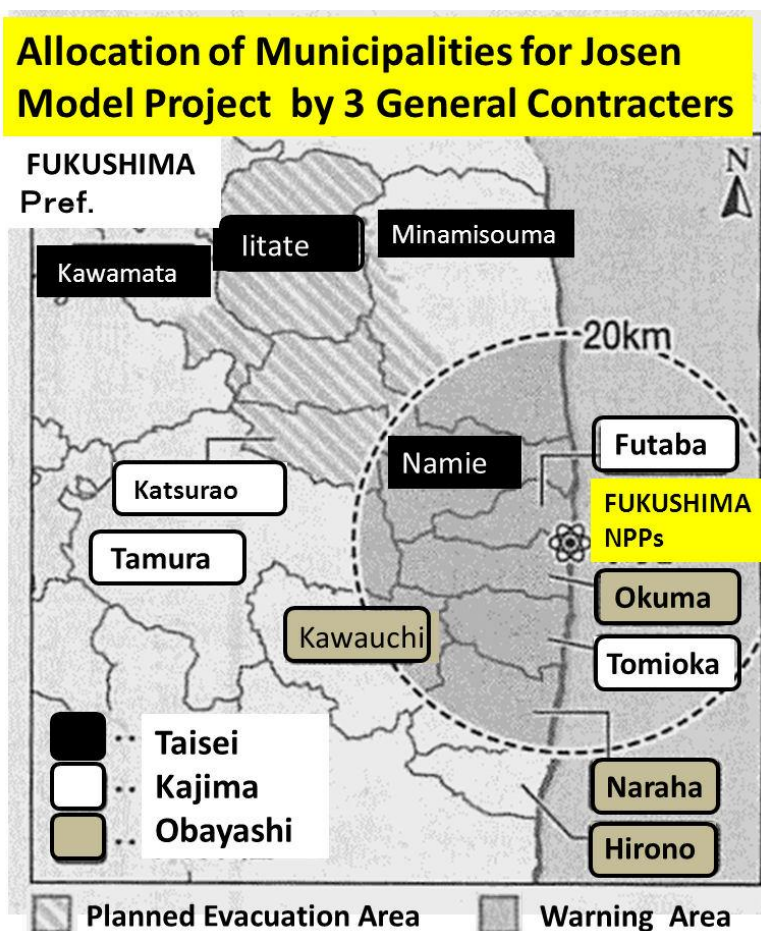 Allocation of Municipalities for Josen
Model Project by 3 General Contracters
FUKUSHIMA
Pref.
N
Iitate
Minamisouma
Kawamata
20km
Futaba
Namie
Katsurao
FUKUSHIMA
NPPs
Tamura
Okuma
Kawauchi
Tomioka
Taisei
Kajima
Naraha
Obayashi
Hirono
Planned Evacuation Area
Warning Area